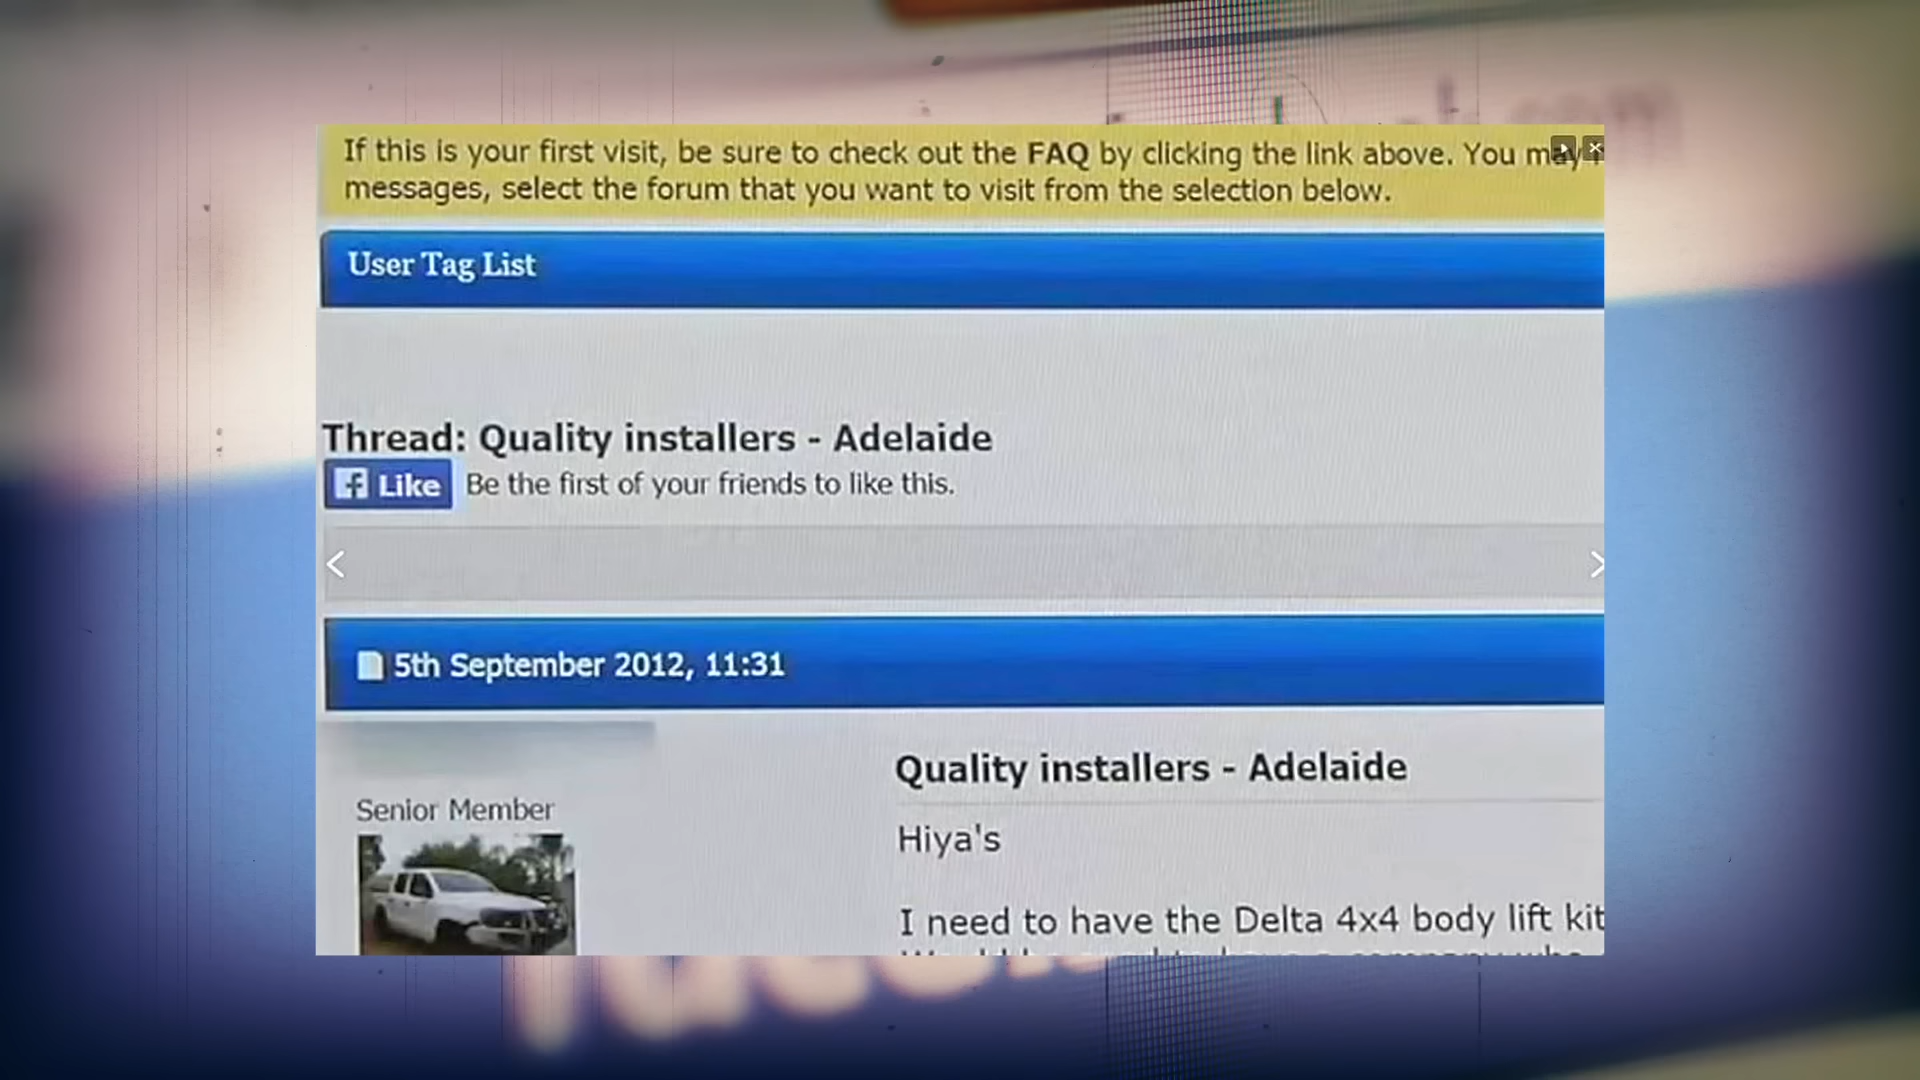 If this is your first visit, be sure to check out the FAQ by clicking the link above. You may
messages, select the forum that you want to visit from the selection below.
User Tag List
Thread: Quality installers - Adelaide
Like Be the first of your friends to like this.
5th September 2012, 11:31
Quality installers - Adelaide
Senior Member
Hiya's
I need to have the Delta 4x4 body lift kit